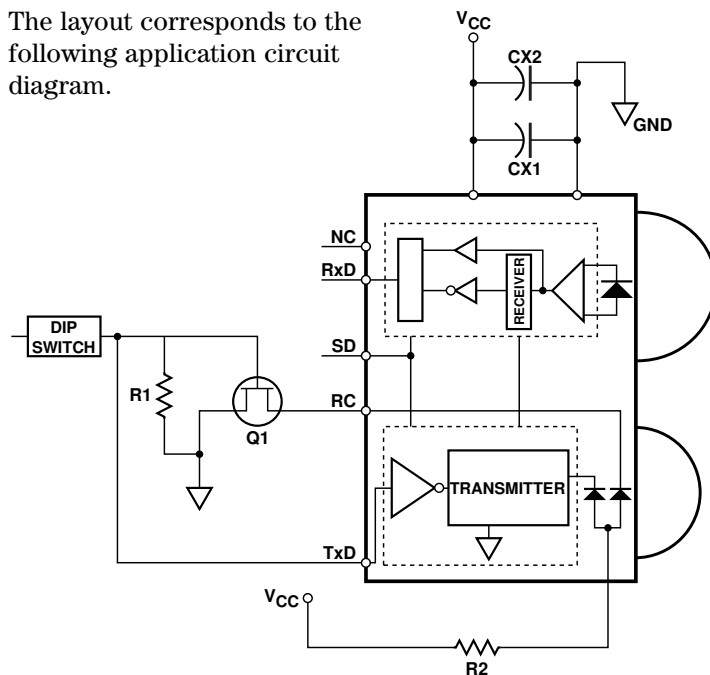 The layout corresponds to the
following application circuit
diagram.
VCC
CX2
GND
CX1
NC
RxD
RECEIVER
DIP
SWITCH
SD
R1
RC
Q1
TRANSMITTER
TxD
VCC
R2